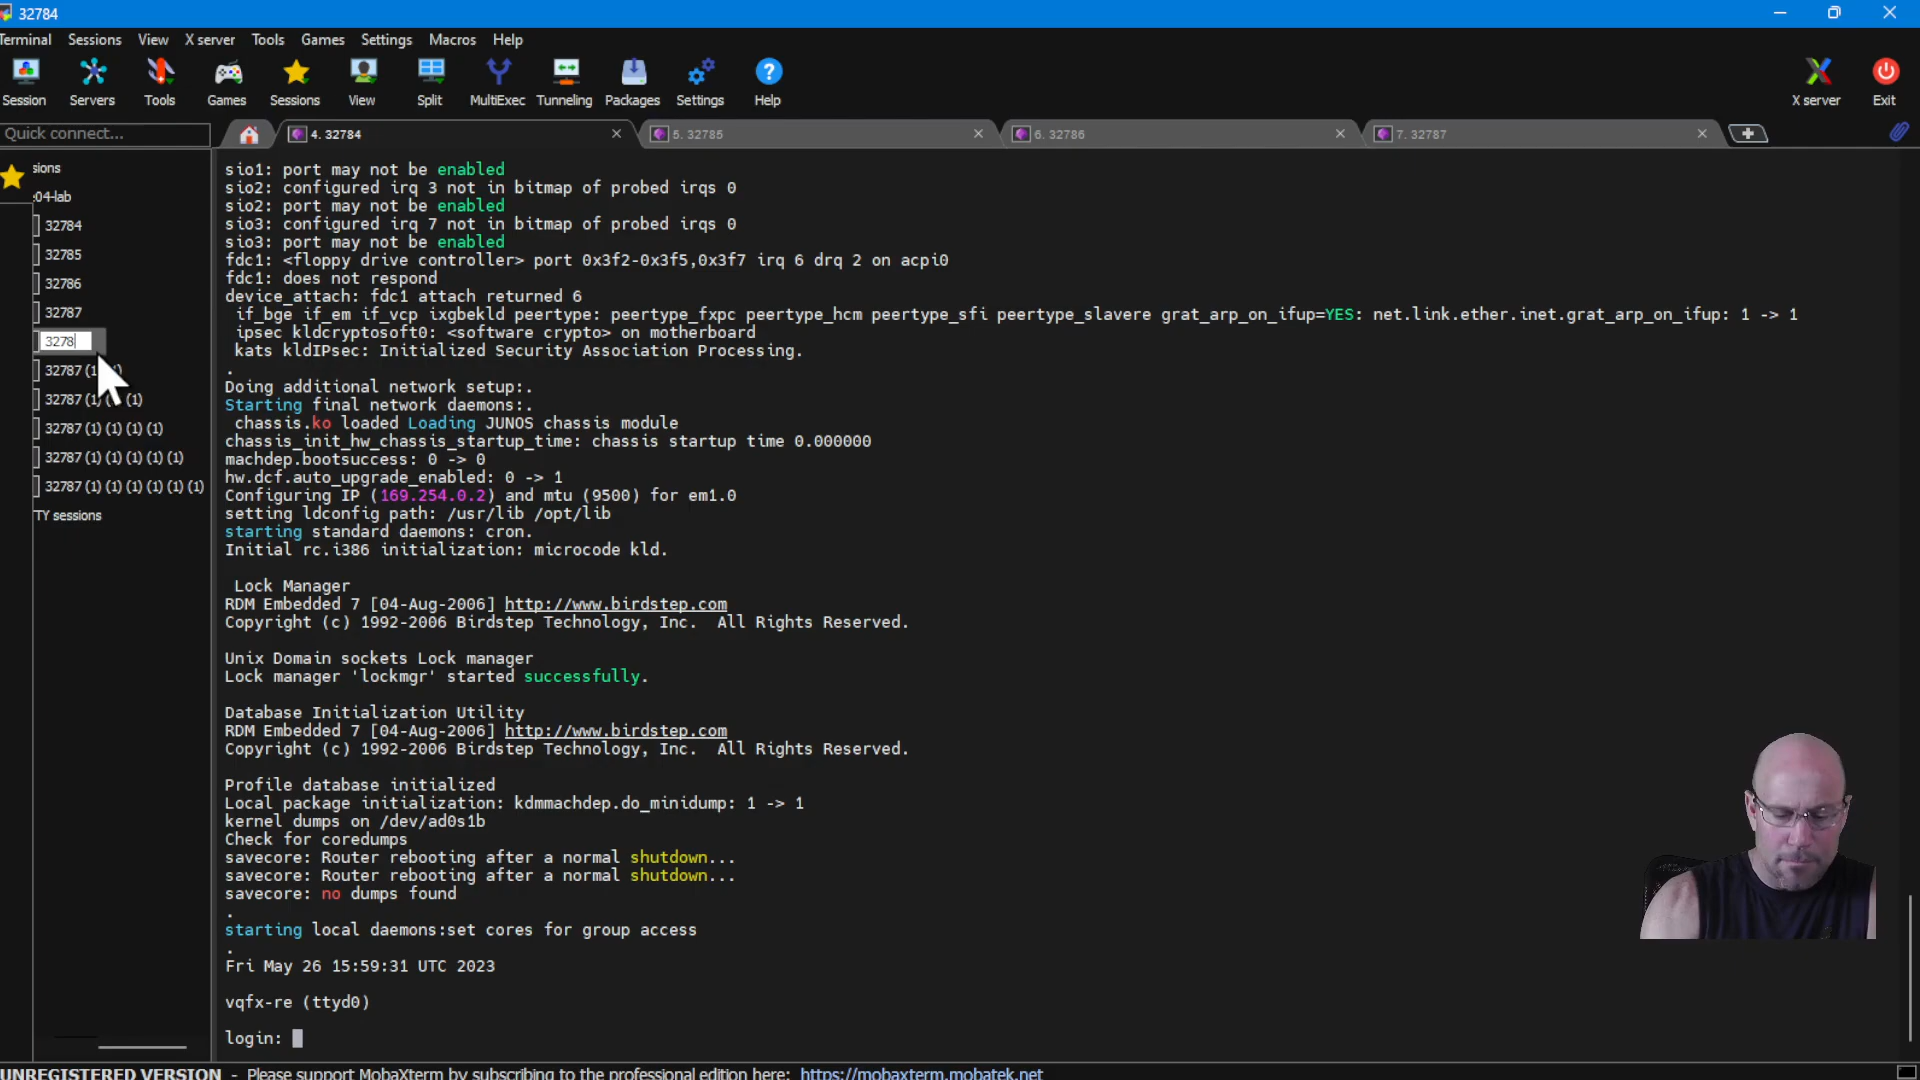 32784
Terminal Sessions View X server Tools Games Settings Macros Help
Session Servers Tools Games Sessions View Split MultiExec Tunneling Packages Settings Help X server Exit
Quick connect... 4. 32784 5. 32785 6. 32786 7. 32787
sions
:04-lab
32784
32785
32786
32787
3278
32787 (1)
32787 (1) (1)
32787 (1) (1) (1) (1)
32787 (1) (1) (1) (1) (1)
32787 (1) (1) (1) (1) (1) (1)
TY sessions
sio1: port may not be enabled
sio2: configured irq 3 not in bitmap of probed irqs 0
sio2: port may not be enabled
sio3: configured irq 7 not in bitmap of probed irqs 0
sio3: port may not be enabled
fdc1: <floppy drive controller> port 0x3f2-0x3f5,0x3f7 irq 6 drq 2 on acpi0
fdc1: does not respond
device_attach: fdc1 attach returned 6
if_bge if_em if_vcp ixgbekld peertype: peertype_fxpc peertype_hcm peertype_sfi peertype_slavere grat_arp_on_ifup=YES: net.link.ether.inet.grat_arp_on_ifup: 1 -> 1
ipsec kldcryptosoft0: <software crypto> on motherboard
kats kldIPsec: Initialized Security Association Processing.
.
Doing additional network setup:.
Starting final network daemons:.
chassis.ko loaded Loading JUNOS chassis module
chassis_init_hw_chassis_startup_time: chassis startup time 0.000000
machdep.bootsuccess: 0 -> 0
hw.dcf.auto_upgrade_enabled: 0 -> 1
Configuring IP (169.254.0.2) and mtu (9500) for em1.0
setting ldconfig path: /usr/lib /opt/lib
starting standard daemons: cron.
Initial rc.i386 initialization: microcode kld.
Lock Manager
RDM Embedded 7 [04-Aug-2006] http://www.birdstep.com
Copyright (c) 1992-2006 Birdstep Technology, Inc.  All Rights Reserved.
Unix Domain sockets Lock manager
Lock manager 'lockmgr' started successfully.
Database Initialization Utility
RDM Embedded 7 [04-Aug-2006] http://www.birdstep.com
Copyright (c) 1992-2006 Birdstep Technology, Inc.  All Rights Reserved.
Profile database initialized
Local package initialization: kdmmachdep.do_minidump: 1 -> 1
kernel dumps on /dev/ad0s1b
Check for coredumps
savecore: Router rebooting after a normal shutdown...
savecore: Router rebooting after a normal shutdown...
savecore: no dumps found
.
starting local daemons:set cores for group access
.
Fri May 26 15:59:31 UTC 2023
vqfx-re (ttyd0)
login:
UNREGISTERED VERSION - Please support MobaXterm by subscribing to the professional edition here: https://mobaxterm.mobatek.net